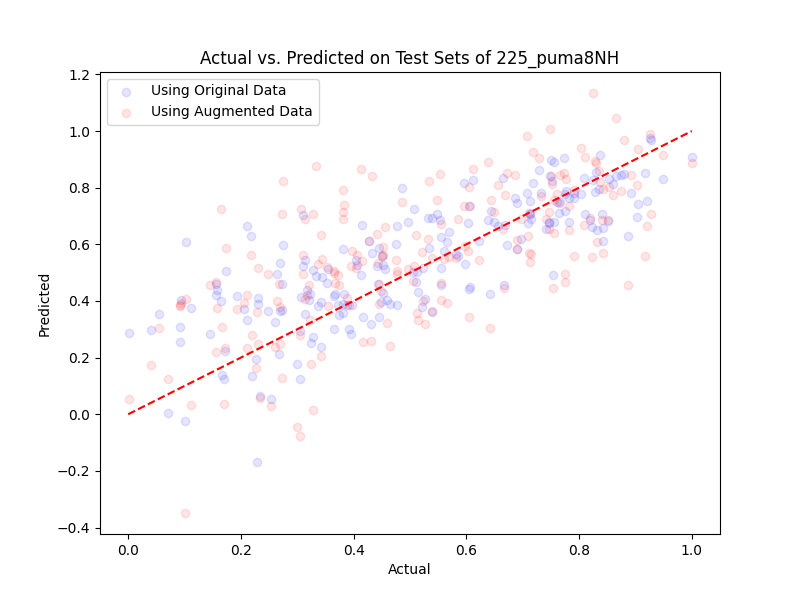 Actual vs. Predicted on Test Sets of 225_puma8NH
Using Original Data
Using Augmented Data
1.2
1.0
0.8
0.6
0.4
0.2
0.0
−0.2
−0.4
Predicted
0.0 0.2 0.4 0.6 0.8 1.0
Actual